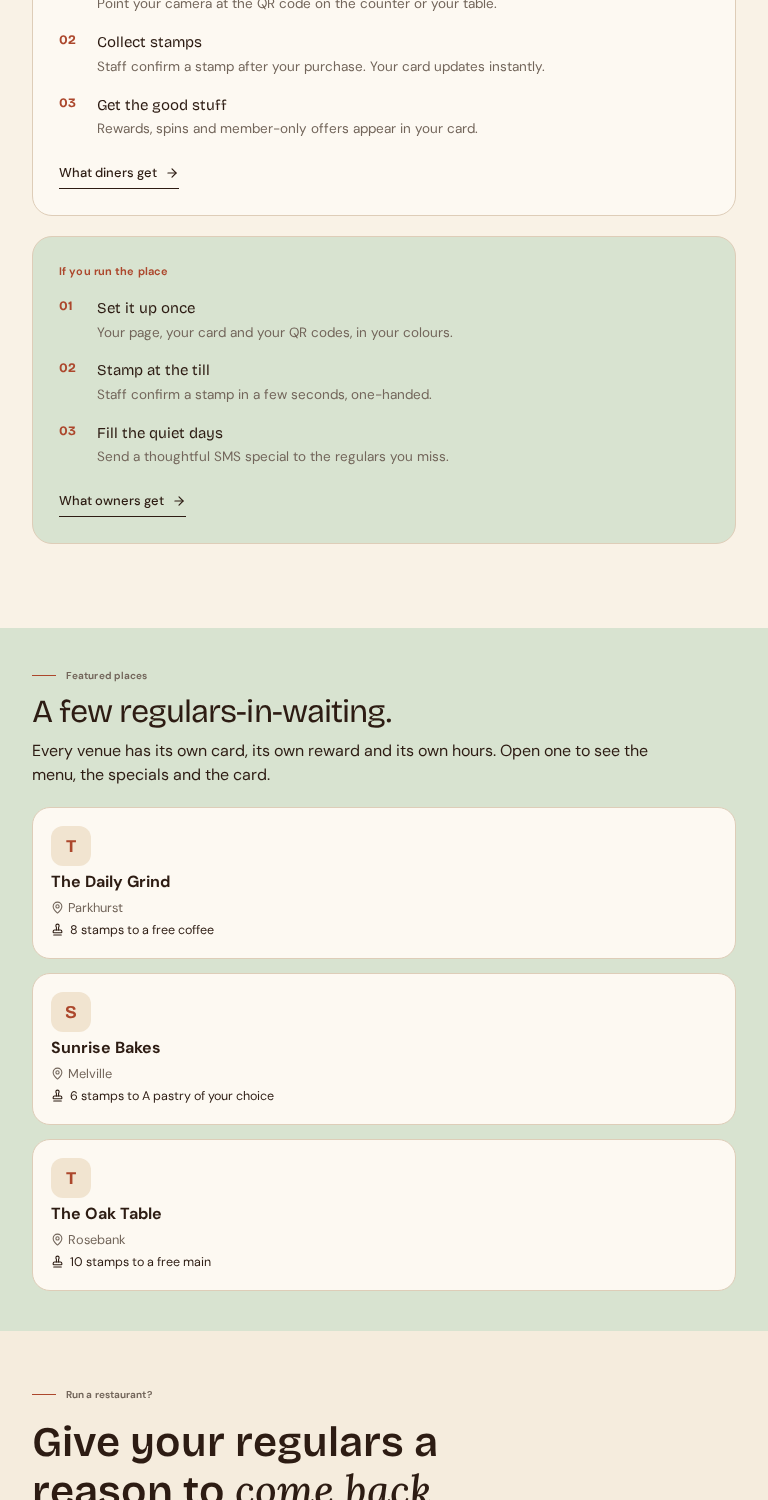 Point your camera at the QR code on the counter or your table.
02 Collect stamps
Staff confirm a stamp after your purchase. Your card updates instantly.
03 Get the good stuff
Rewards, spins and member-only offers appear in your card.
What diners get →
If you run the place
01 Set it up once
Your page, your card and your QR codes, in your colours.
02 Stamp at the till
Staff confirm a stamp in a few seconds, one-handed.
03 Fill the quiet days
Send a thoughtful SMS special to the regulars you miss.
What owners get →
Featured places
A few regulars-in-waiting.
Every venue has its own card, its own reward and its own hours. Open one to see the
menu, the specials and the card.
T
The Daily Grind
Parkhurst
8 stamps to a free coffee
S
Sunrise Bakes
Melville
6 stamps to A pastry of your choice
T
The Oak Table
Rosebank
10 stamps to a free main
Run a restaurant?
Give your regulars a
reason to come back